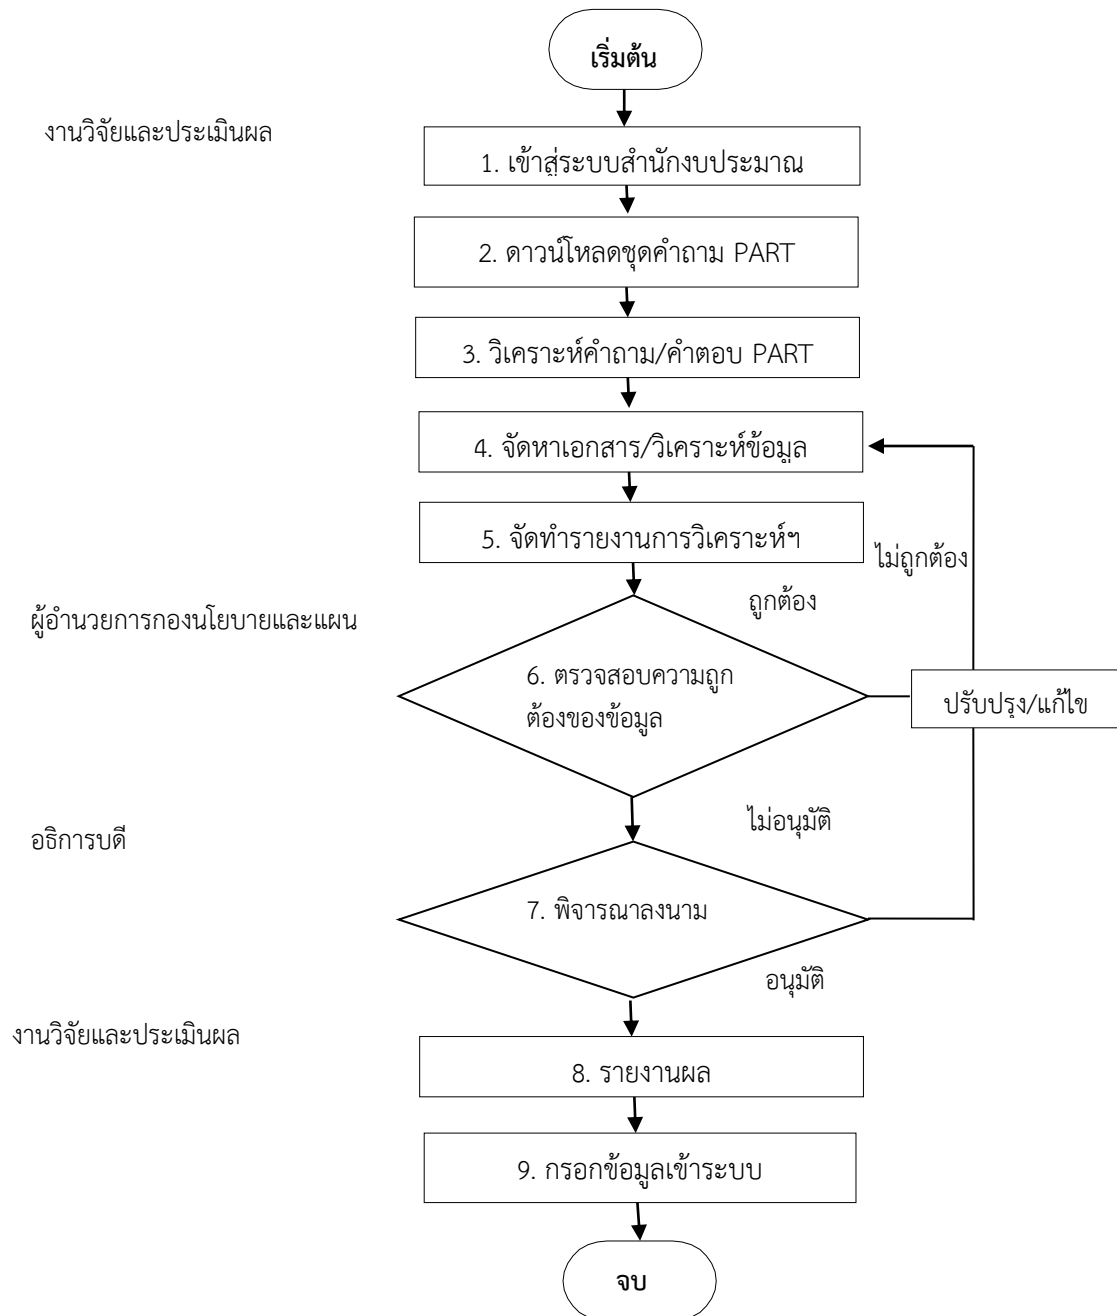 เริ่มต้น
งานวิจัยและประเมินผล
1. เข้าสู่ระบบสำนักงบประมาณ
2. ดาวน์โหลดชุดคำถาม PART
3. วิเคราะห์คำถาม/คำตอบ PART
4. จัดหาเอกสาร/วิเคราะห์ข้อมูล
5. จัดทำรายงานการวิเคราะห์ฯ
ไม่ถูกต้อง
ถูกต้อง
ผู้อำนวยการกองนโยบายและแผน
6. ตรวจสอบความถูก
ต้องของข้อมูล
ปรับปรุง/แก้ไข
ไม่อนุมัติ
อธิการบดี
7. พิจารณาลงนาม
อนุมัติ
งานวิจัยและประเมินผล
8. รายงานผล
9. กรอกข้อมูลเข้าระบบ
จบ